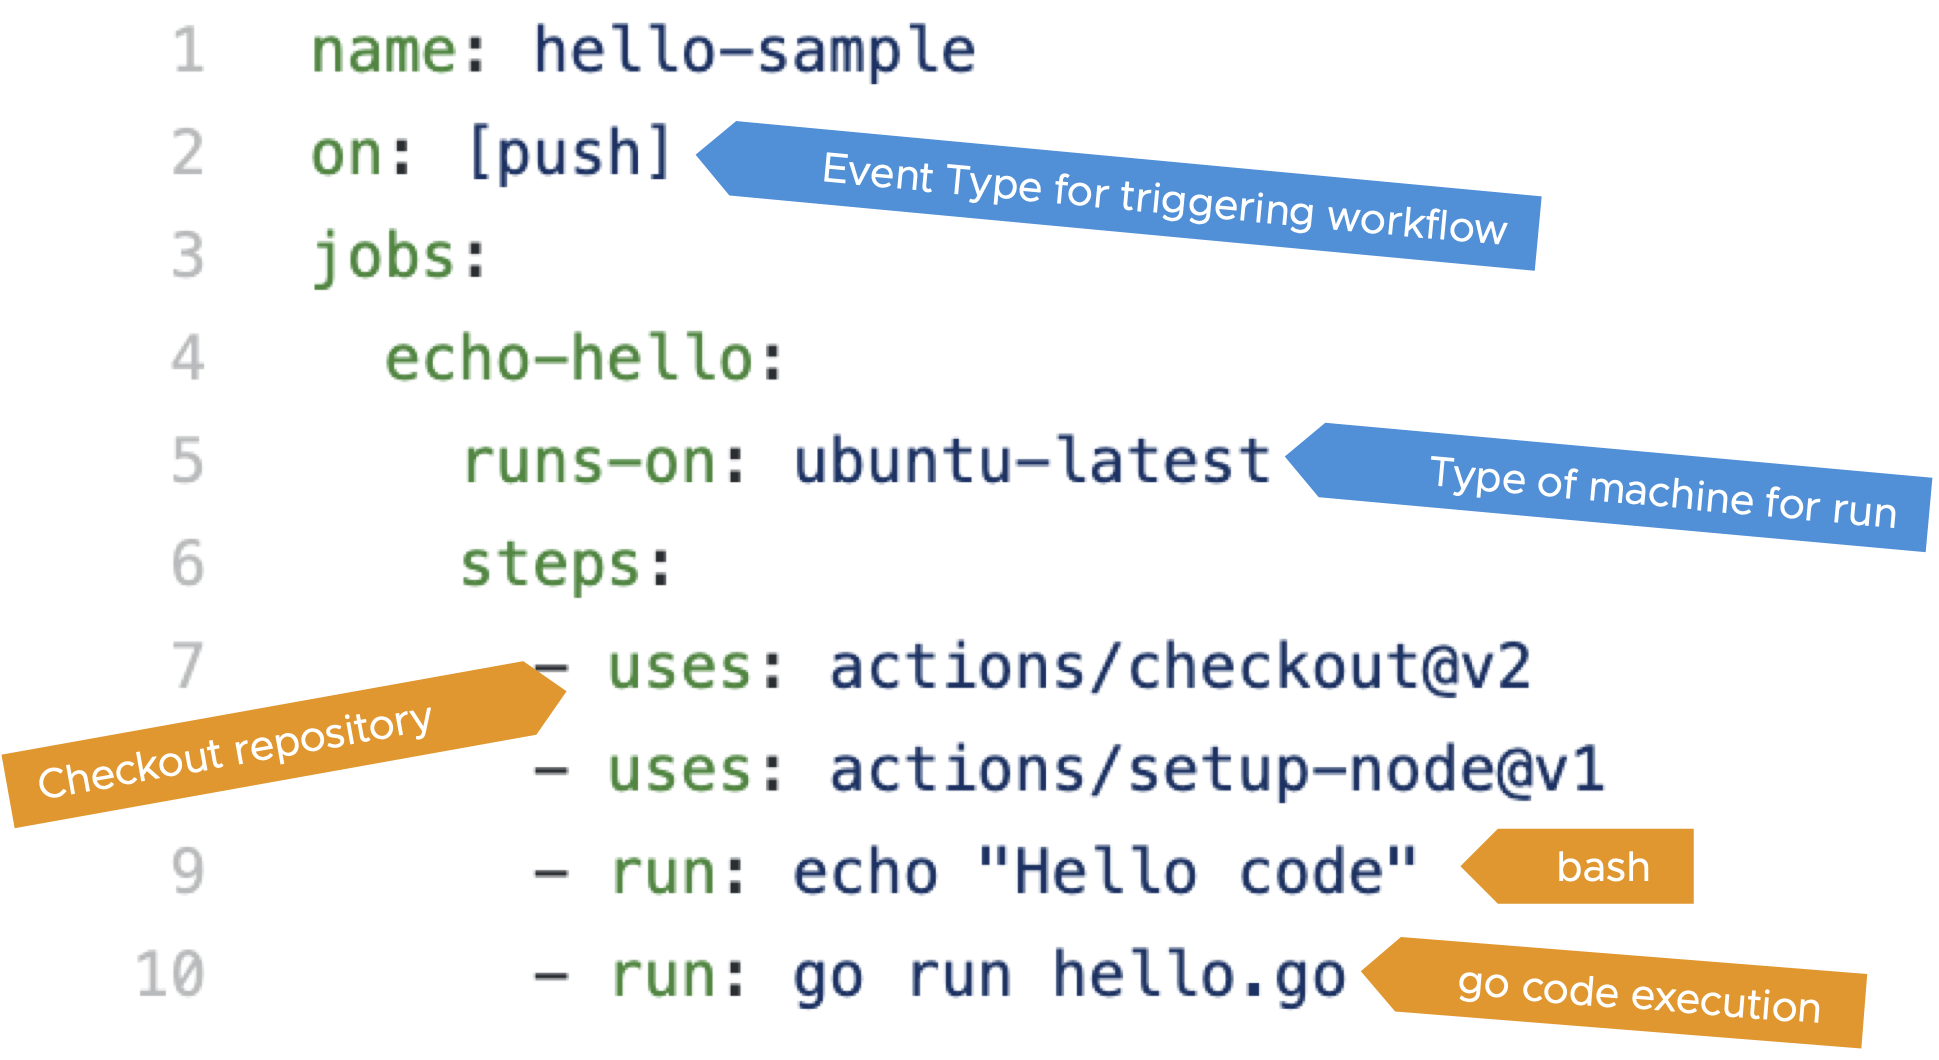 1 name: hello-sample
2 on: [push]
Event Type for triggering workflow
3 jobs:
4 echo-hello:
5 runs-on: ubuntu-latest
Type of machine for run
6 steps:
7 - uses: actions/checkout@v2
Checkout repository
- uses: actions/setup-node@v1
9 - run: echo "Hello code"
bash
10 - run: go run hello.go
go code execution